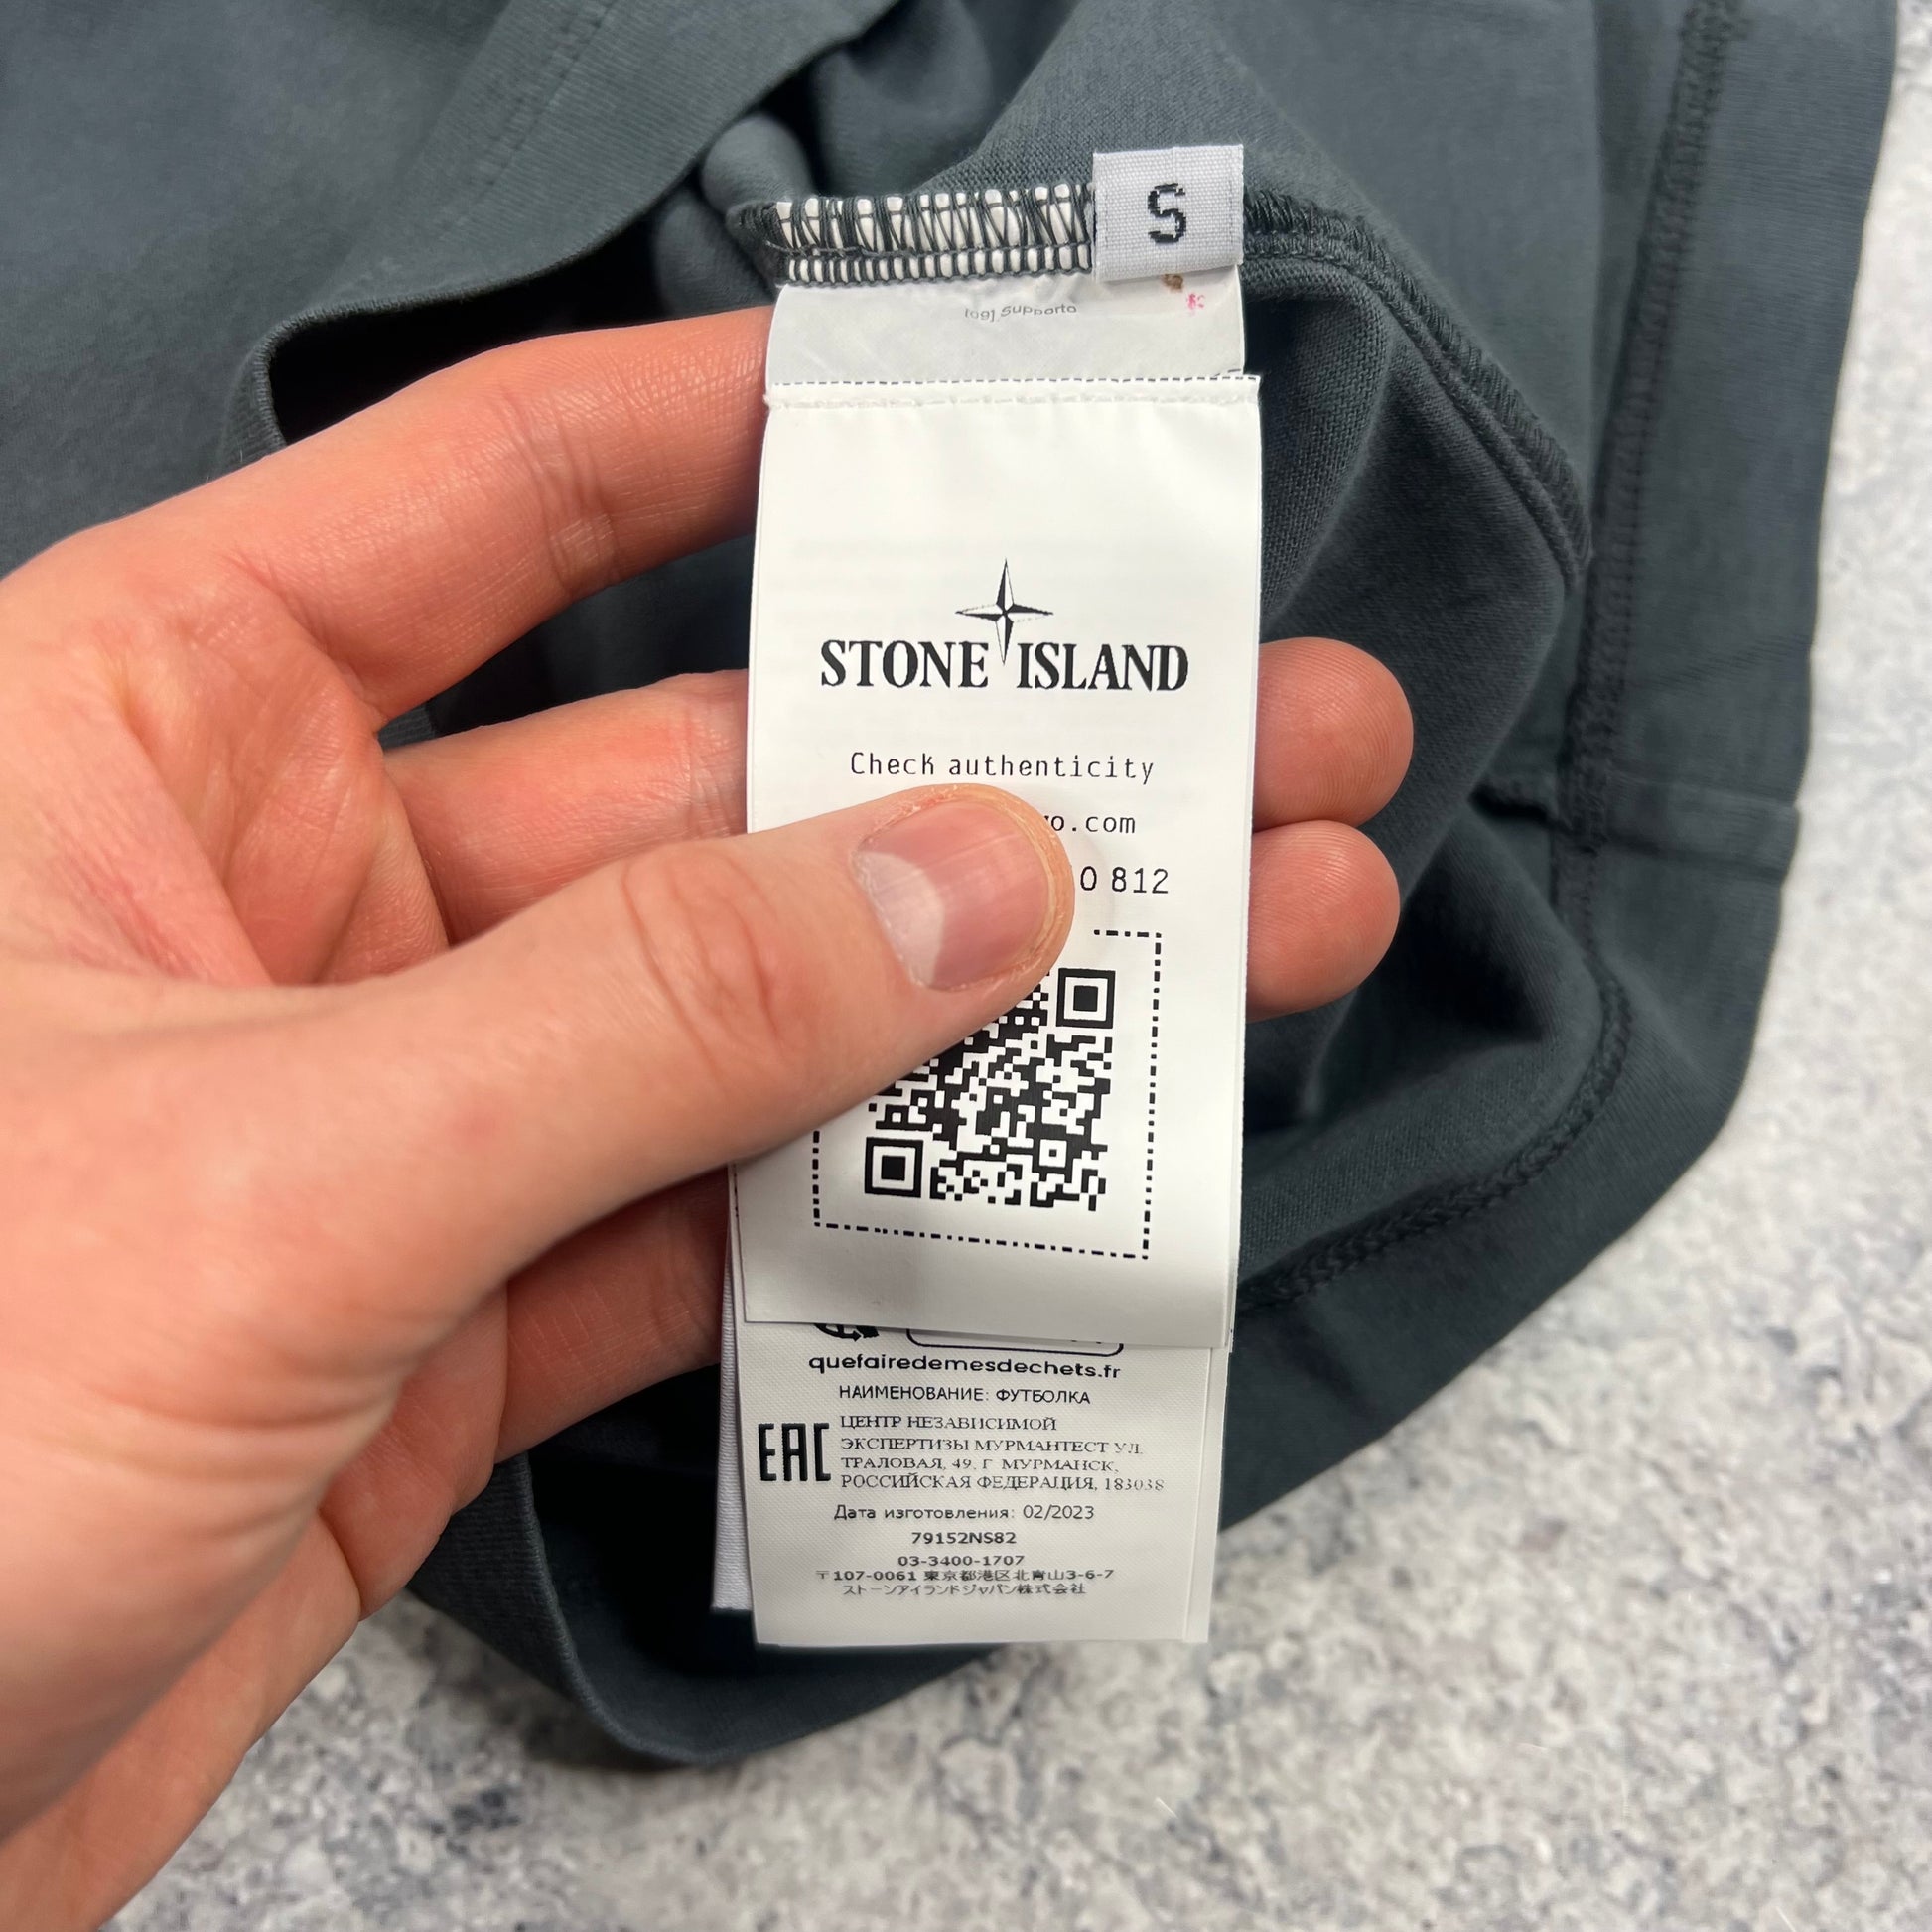 S
Supporto
STONE ISLAND
Check authenticity
o.com
0 812
quefairedemesdechets.fr
НАИМЕНОВАНИЕ: ФУТБОЛКА
EAC
ЦЕНТР НЕЗАВИСИМОЙ
ЭКСПЕРТИЗЫ МУРМАНТЕСТ УЛ.
ТРАЛОВАЯ, 49, Г МУРМАНСК,
РОССИЙСКАЯ ФЕДЕРАЦИЯ, 183038
Дата изготовления: 02/2023
79152NS82
03-3400-1707
〒107-0061 東京都港区北青山3-6-7
ストーンアイランドジャパン株式会社